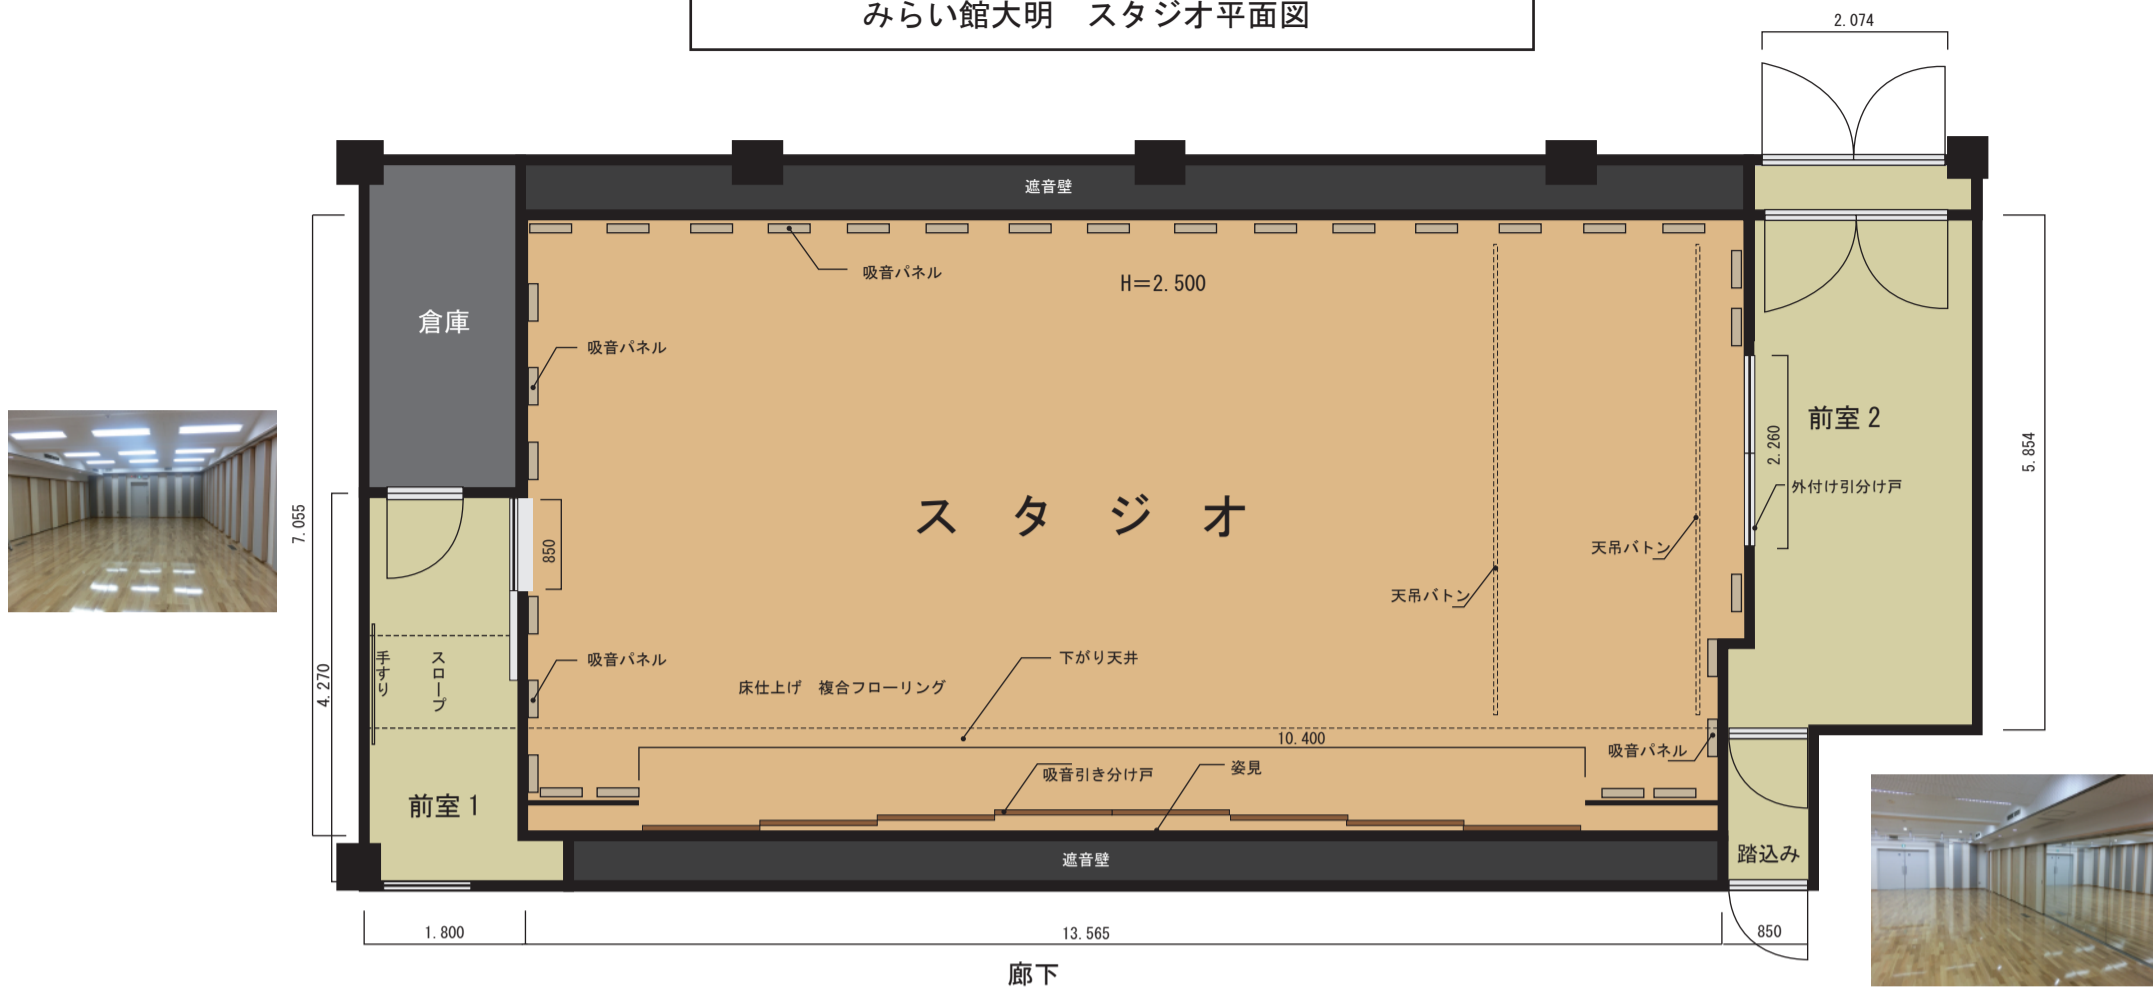 みらい館大明　スタジオ平面図
2.074
遮音壁
吸音パネル
H=2.500
倉庫
吸音パネル
前室2
2.260
外付け引分け戸
5.854
スタジオ
7.055
850
天吊バトン
天吊バトン
4.270
手すり
スロープ
吸音パネル
下がり天井
床仕上げ　複合フローリング
10.400
吸音パネル
吸音引き分け戸
姿見
前室1
遮音壁
踏込み
1.800
13.565
850
廊下